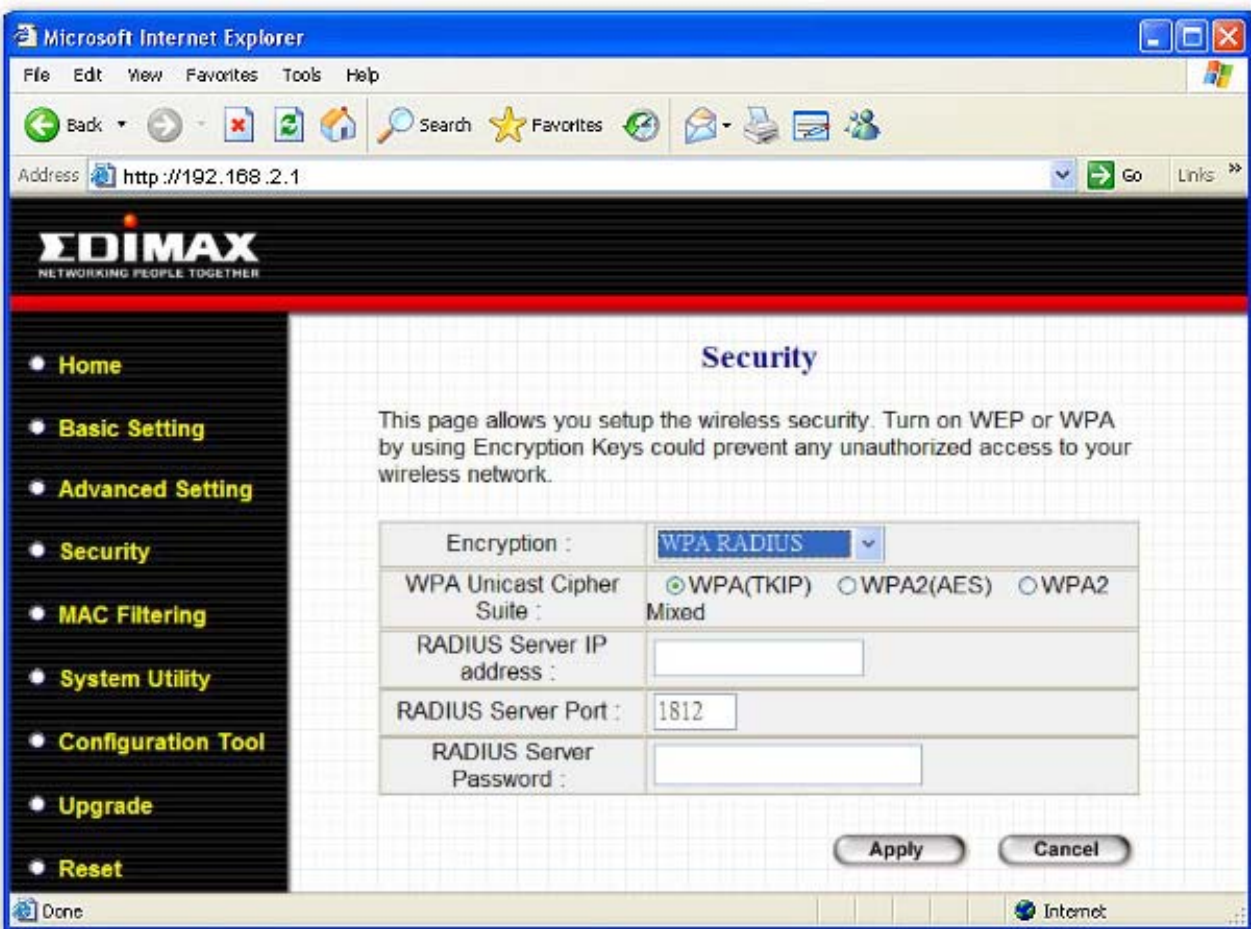 Microsoft Internet Explorer
File Edit View Favorites Tools Help
Back Search Favorites
Address http://192.168.2.1 Go Links »
EDIMAX
NETWORKING PEOPLE TOGETHER
Home
Basic Setting
Advanced Setting
Security
MAC Filtering
System Utility
Configuration Tool
Upgrade
Reset
Security
This page allows you setup the wireless security. Turn on WEP or WPA
by using Encryption Keys could prevent any unauthorized access to your
wireless network.
Encryption : WPA RADIUS
WPA Unicast Cipher
Suite :
WPA(TKIP) WPA2(AES) WPA2
Mixed
RADIUS Server IP
address :
RADIUS Server Port : 1812
RADIUS Server
Password :
Apply Cancel
Done Internet